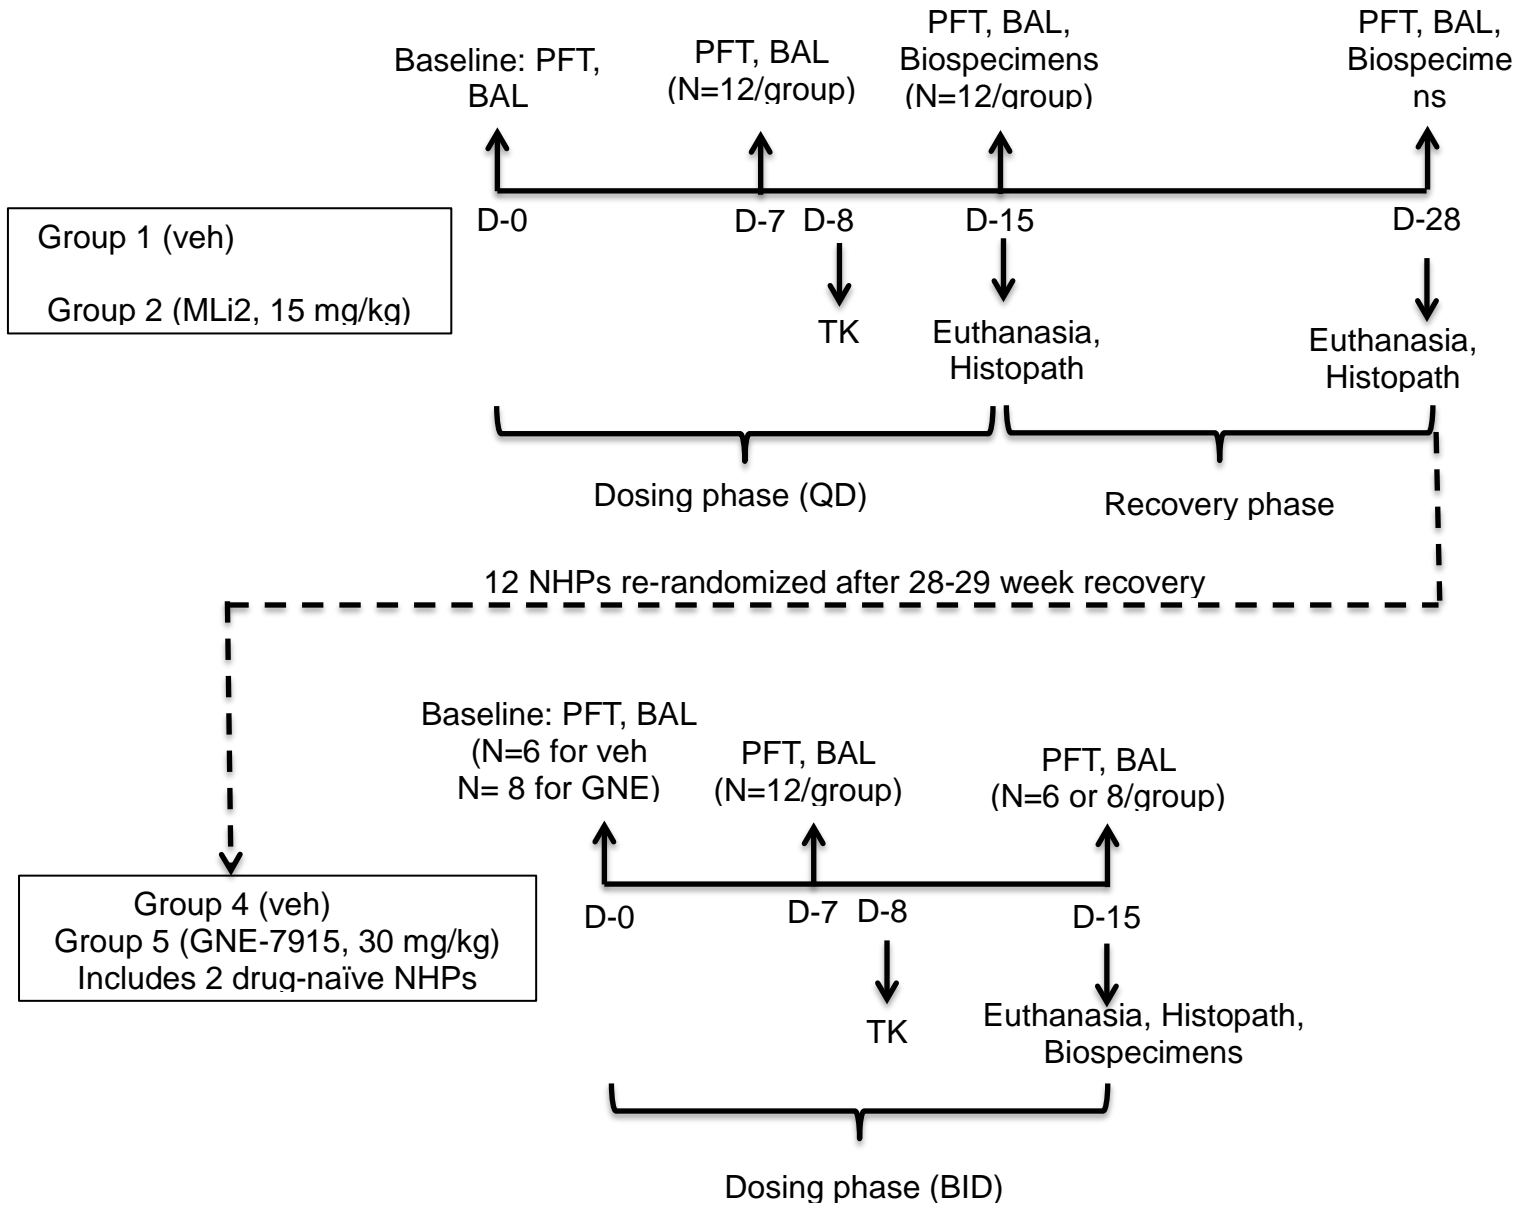 Baseline: PFT,
BAL
PFT, BAL
(N=12/group)
PFT, BAL,
Biospecimens
(N=12/group)
PFT, BAL,
Biospecime
ns
D-0
D-7
D-8
D-15
D-28
Group 1 (veh)
Group 2 (MLi2, 15 mg/kg)
TK
Euthanasia,
Histopath
Euthanasia,
Histopath
Dosing phase (QD)
Recovery phase
12 NHPs re-randomized after 28-29 week recovery
Baseline: PFT, BAL
(N=6 for veh
N= 8 for GNE)
PFT, BAL
(N=12/group)
PFT, BAL
(N=6 or 8/group)
Group 4 (veh)
Group 5 (GNE-7915, 30 mg/kg)
Includes 2 drug-naïve NHPs
D-0
D-7
D-8
D-15
TK
Euthanasia, Histopath,
Biospecimens
Dosing phase (BID)